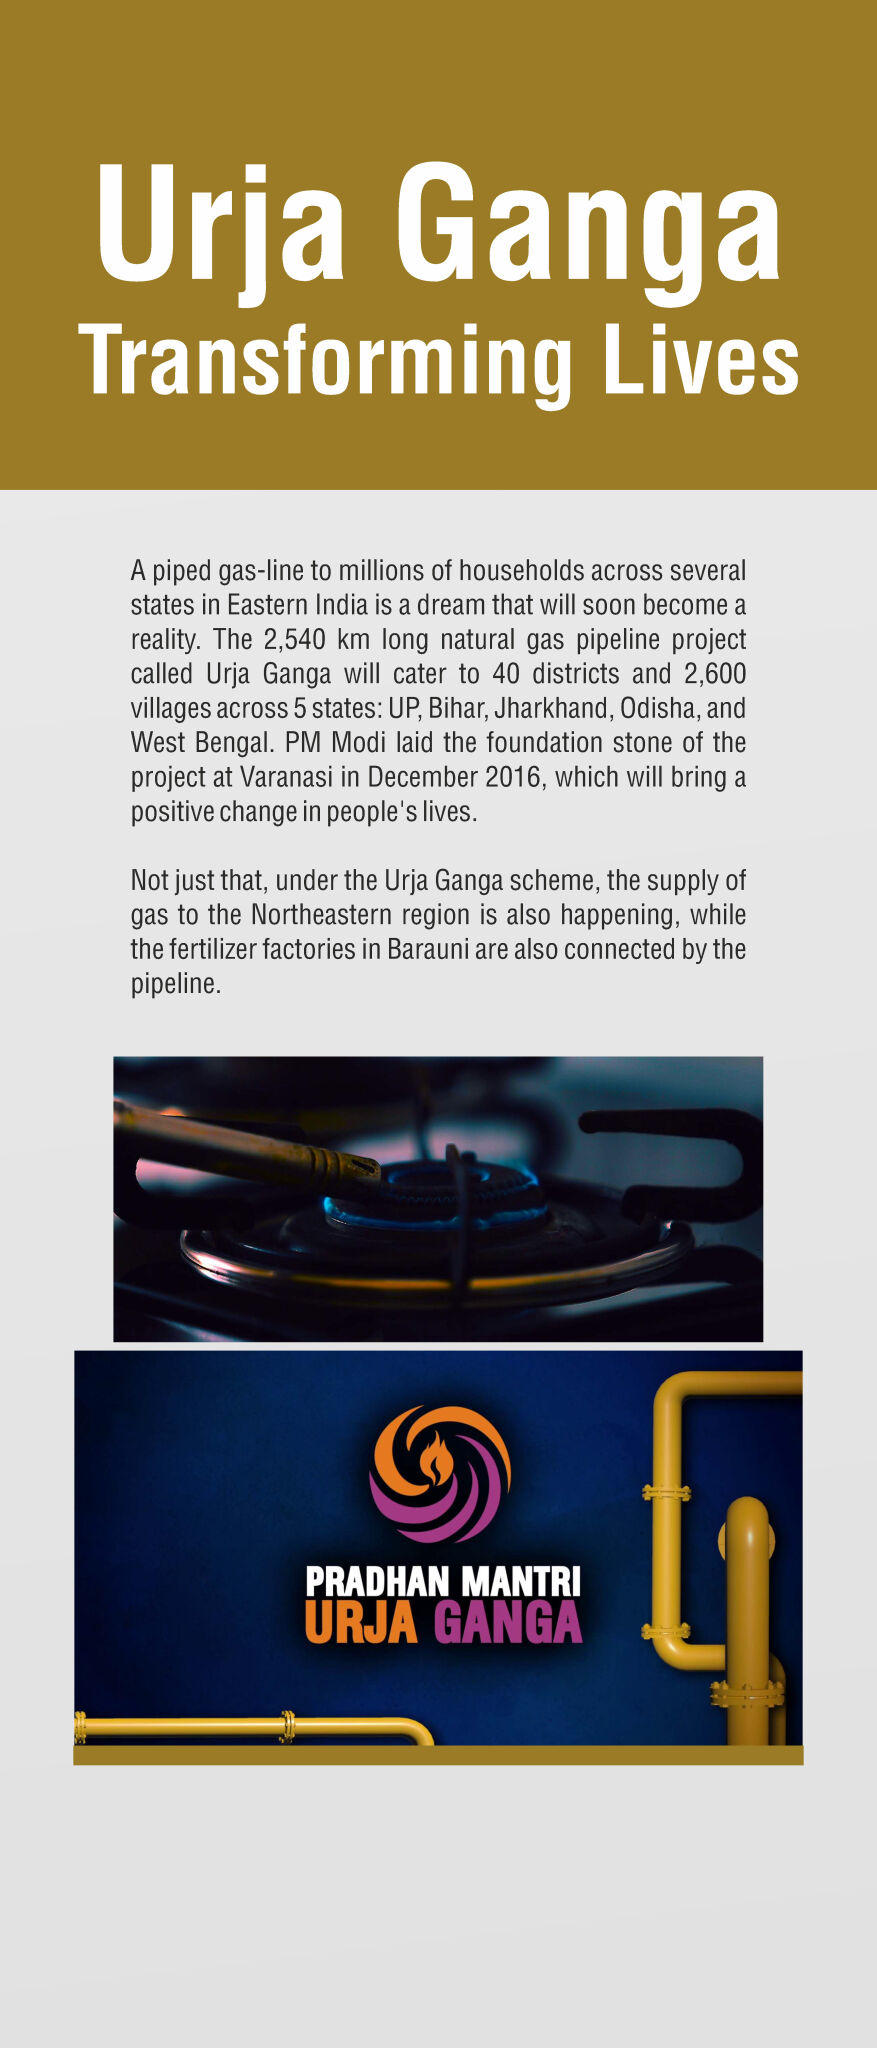 Urja Ganga
Transforming Lives
A piped gas-line to millions of households across several
states in Eastern India is a dream that will soon become a
reality. The 2,540 km long natural gas pipeline project
called Urja Ganga will cater to 40 districts and 2,600
villages across 5 states: UP, Bihar, Jharkhand, Odisha, and
West Bengal. PM Modi laid the foundation stone of the
project at Varanasi in December 2016, which will bring a
positive change in people's lives.
Not just that, under the Urja Ganga scheme, the supply of
gas to the Northeastern region is also happening, while
the fertilizer factories in Barauni are also connected by the
pipeline.
PRADHAN MANTRI
URJA GANGA